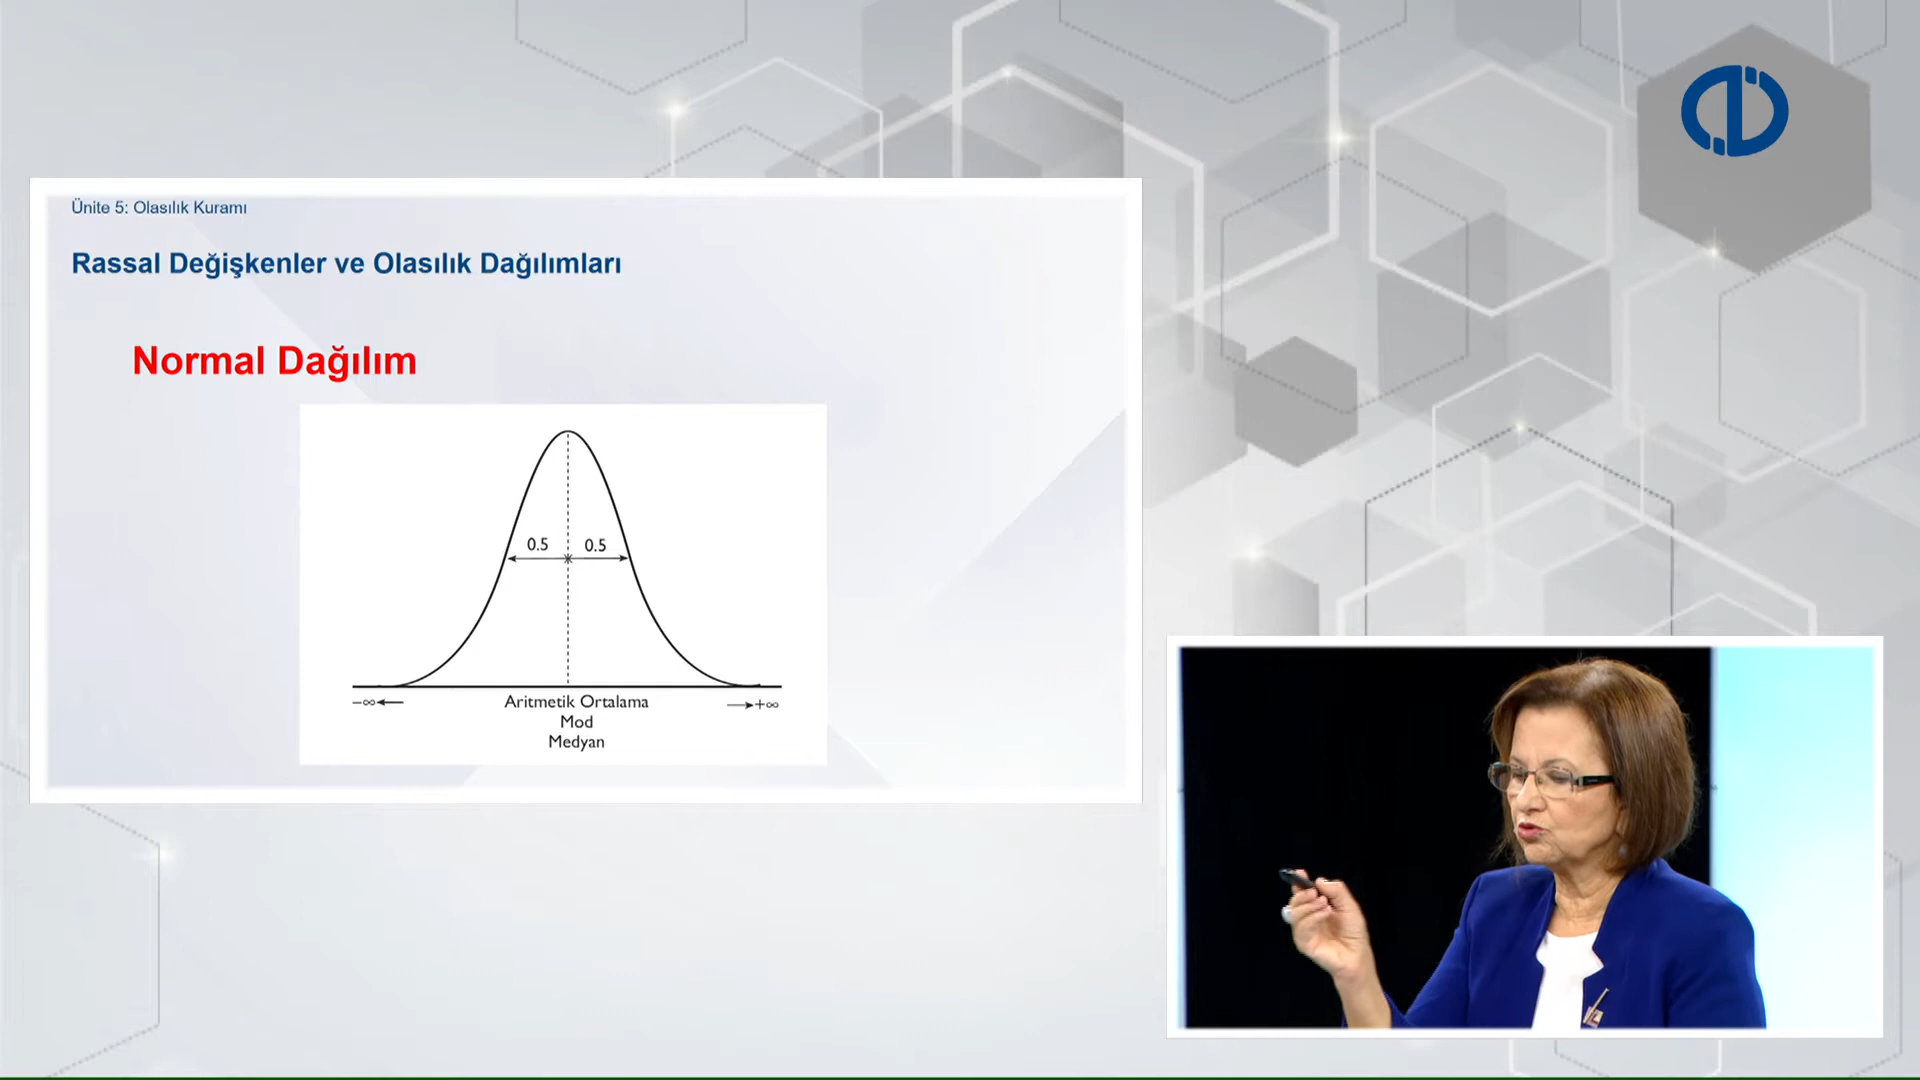 Ünite 5: Olasılık Kuramı
Rassal Değişkenler ve Olasılık Dağılımları
Normal Dağılım
0.5 0.5
−∞ Aritmetik Ortalama +∞
Mod
Medyan